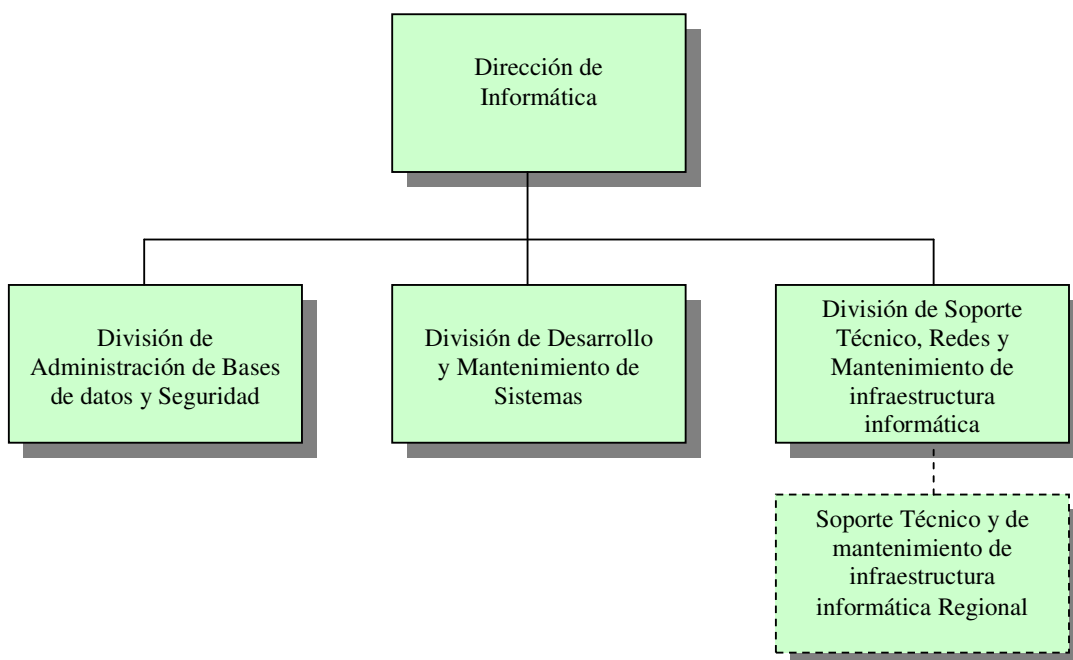 Dirección de
Informática
División de
Administración de Bases
de datos y Seguridad
División de Desarrollo
y Mantenimiento de
Sistemas
División de Soporte
Técnico, Redes y
Mantenimiento de
infraestructura
informática
Soporte Técnico y de
mantenimiento de
infraestructura
informática Regional